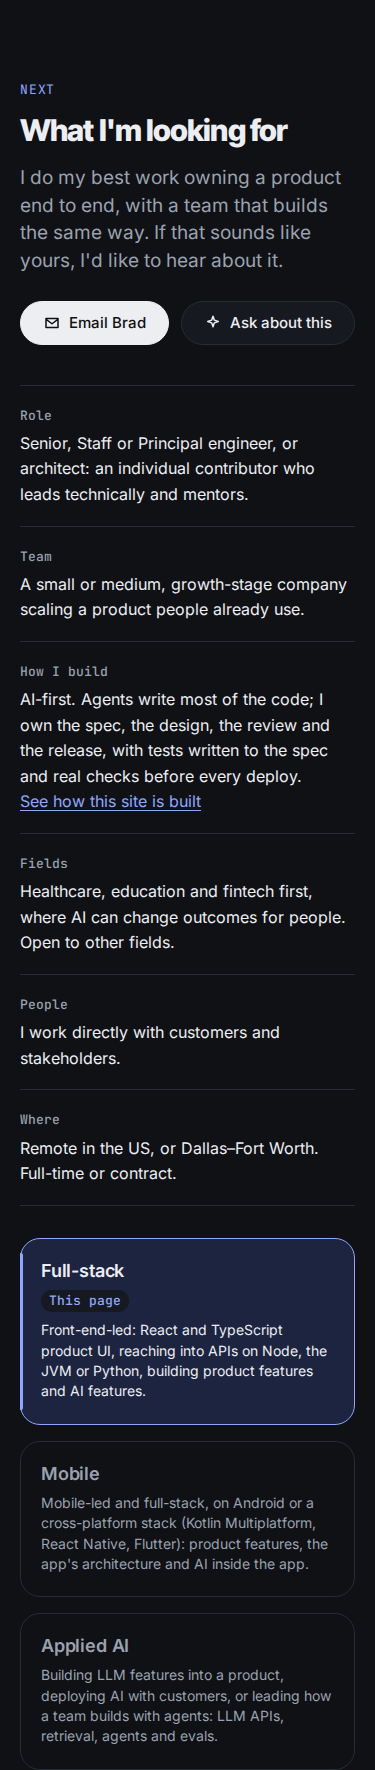 NEXT
What I'm looking for
I do my best work owning a product
end to end, with a team that builds
the same way. If that sounds like
yours, I'd like to hear about it.
Email Brad
Ask about this
Role
Senior, Staff or Principal engineer, or
architect: an individual contributor who
leads technically and mentors.
Team
A small or medium, growth-stage company
scaling a product people already use.
How I build
AI-first. Agents write most of the code; I
own the spec, the design, the review and
the release, with tests written to the spec
and real checks before every deploy.
See how this site is built
Fields
Healthcare, education and fintech first,
where AI can change outcomes for people.
Open to other fields.
People
I work directly with customers and
stakeholders.
Where
Remote in the US, or Dallas–Fort Worth.
Full-time or contract.
Full-stack
This page
Front-end-led: React and TypeScript
product UI, reaching into APIs on Node, the
JVM or Python, building product features
and AI features.
Mobile
Mobile-led and full-stack, on Android or a
cross-platform stack (Kotlin Multiplatform,
React Native, Flutter): product features, the
app's architecture and AI inside the app.
Applied AI
Building LLM features into a product,
deploying AI with customers, or leading how
a team builds with agents: LLM APIs,
retrieval, agents and evals.